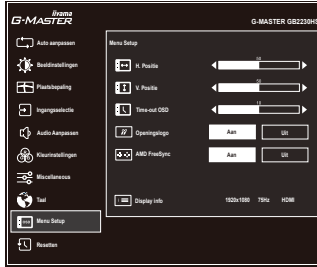 iiyama
G-MASTER
G-MASTER GB2230HS
Auto aanpassen
Menu Setup
Beeldinstellingen
H. Positie
50
Plaatsbepaling
V. Positie
50
Ingangsselectie
Time-out OSD
10
Audio Aanpassen
Openingslogo
Aan
Uit
Kleurinstellingen
AMD FreeSync
Aan
Uit
Miscellaneous
Taal
Display info
1920x1080 75Hz HDMI
Menu Setup
Resetten